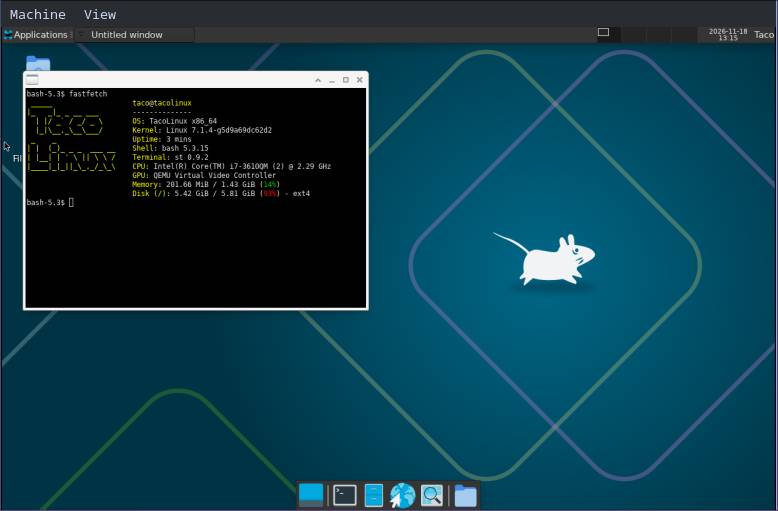 Machine View
Applications Untitled window 2026-11-18 13:15 Taco
bash-5.3$ fastfetch
Taco
Linux
taco@tacolinux
--------------
OS: TacoLinux x86_64
Kernel: Linux 7.1.4-g5d9a69dc62d2
Uptime: 3 mins
Shell: bash 5.3.15
Terminal: st 0.9.2
CPU: Intel(R) Core(TM) i7-3610QM (2) @ 2.29 GHz
GPU: QEMU Virtual Video Controller
Memory: 201.66 MiB / 1.43 GiB (14%)
Disk (/): 5.42 GiB / 5.81 GiB (93%) - ext4
bash-5.3$
Fil